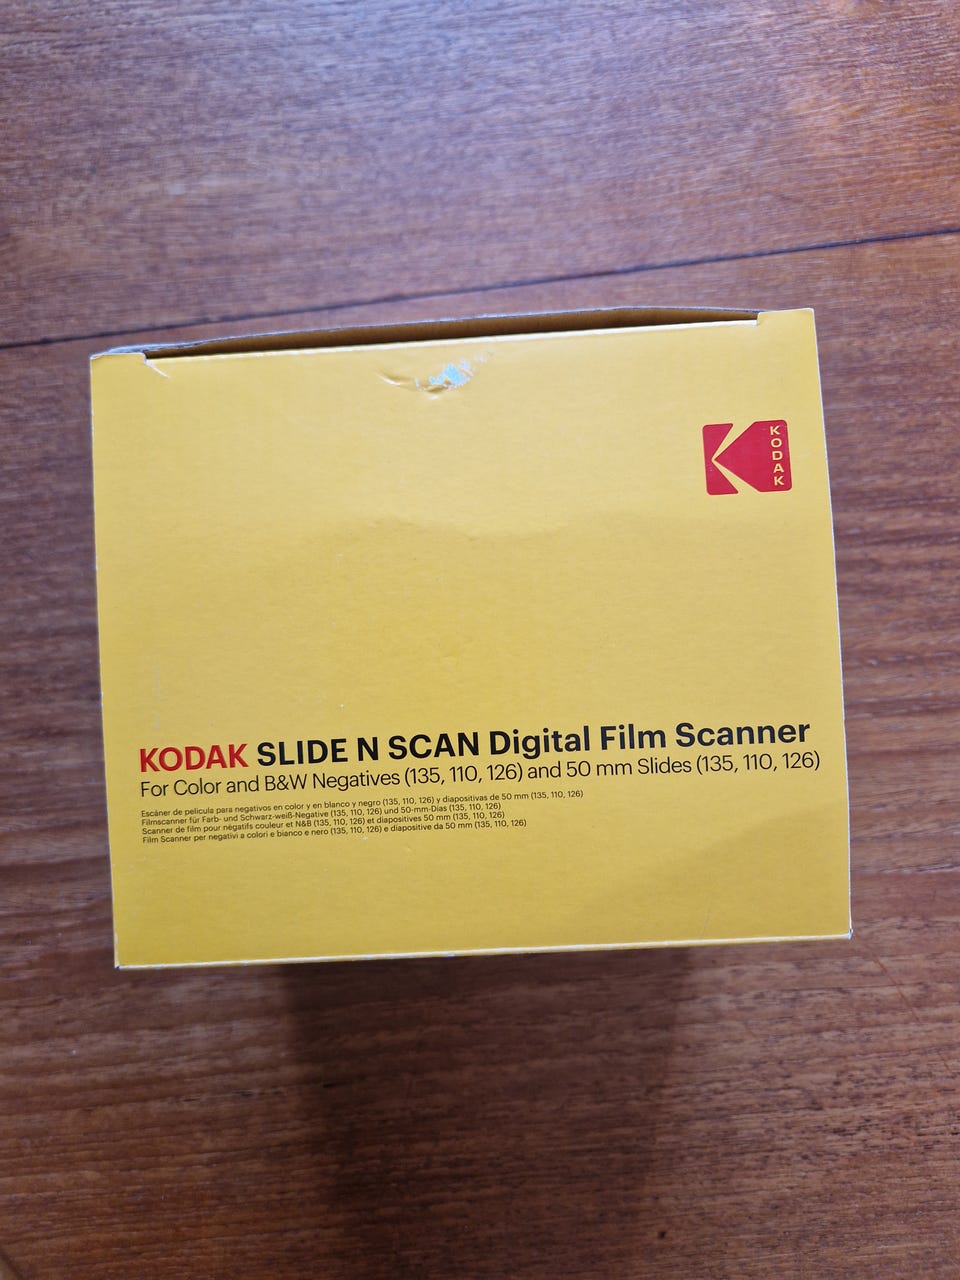 KODAK
KODAK SLIDE N SCAN Digital Film Scanner
For Color and B&W Negatives (135, 110, 126) and 50 mm Slides (135, 110, 126)
Escáner de película para negativos en color y en blanco y negro (135, 110, 126) y diapositivas de 50 mm (135, 110, 126)
Filmscanner für Farb- und Schwarz-weiß-Negative (135, 110, 126) und 50-mm-Dias (135, 110, 126)
Scanner de film pour négatifs couleur et N&B (135, 110, 126) et diapositives 50 mm (135, 110, 126)
Film Scanner per negativi a colori e bianco e nero (135, 110, 126) e diapositive da 50 mm (135, 110, 126)